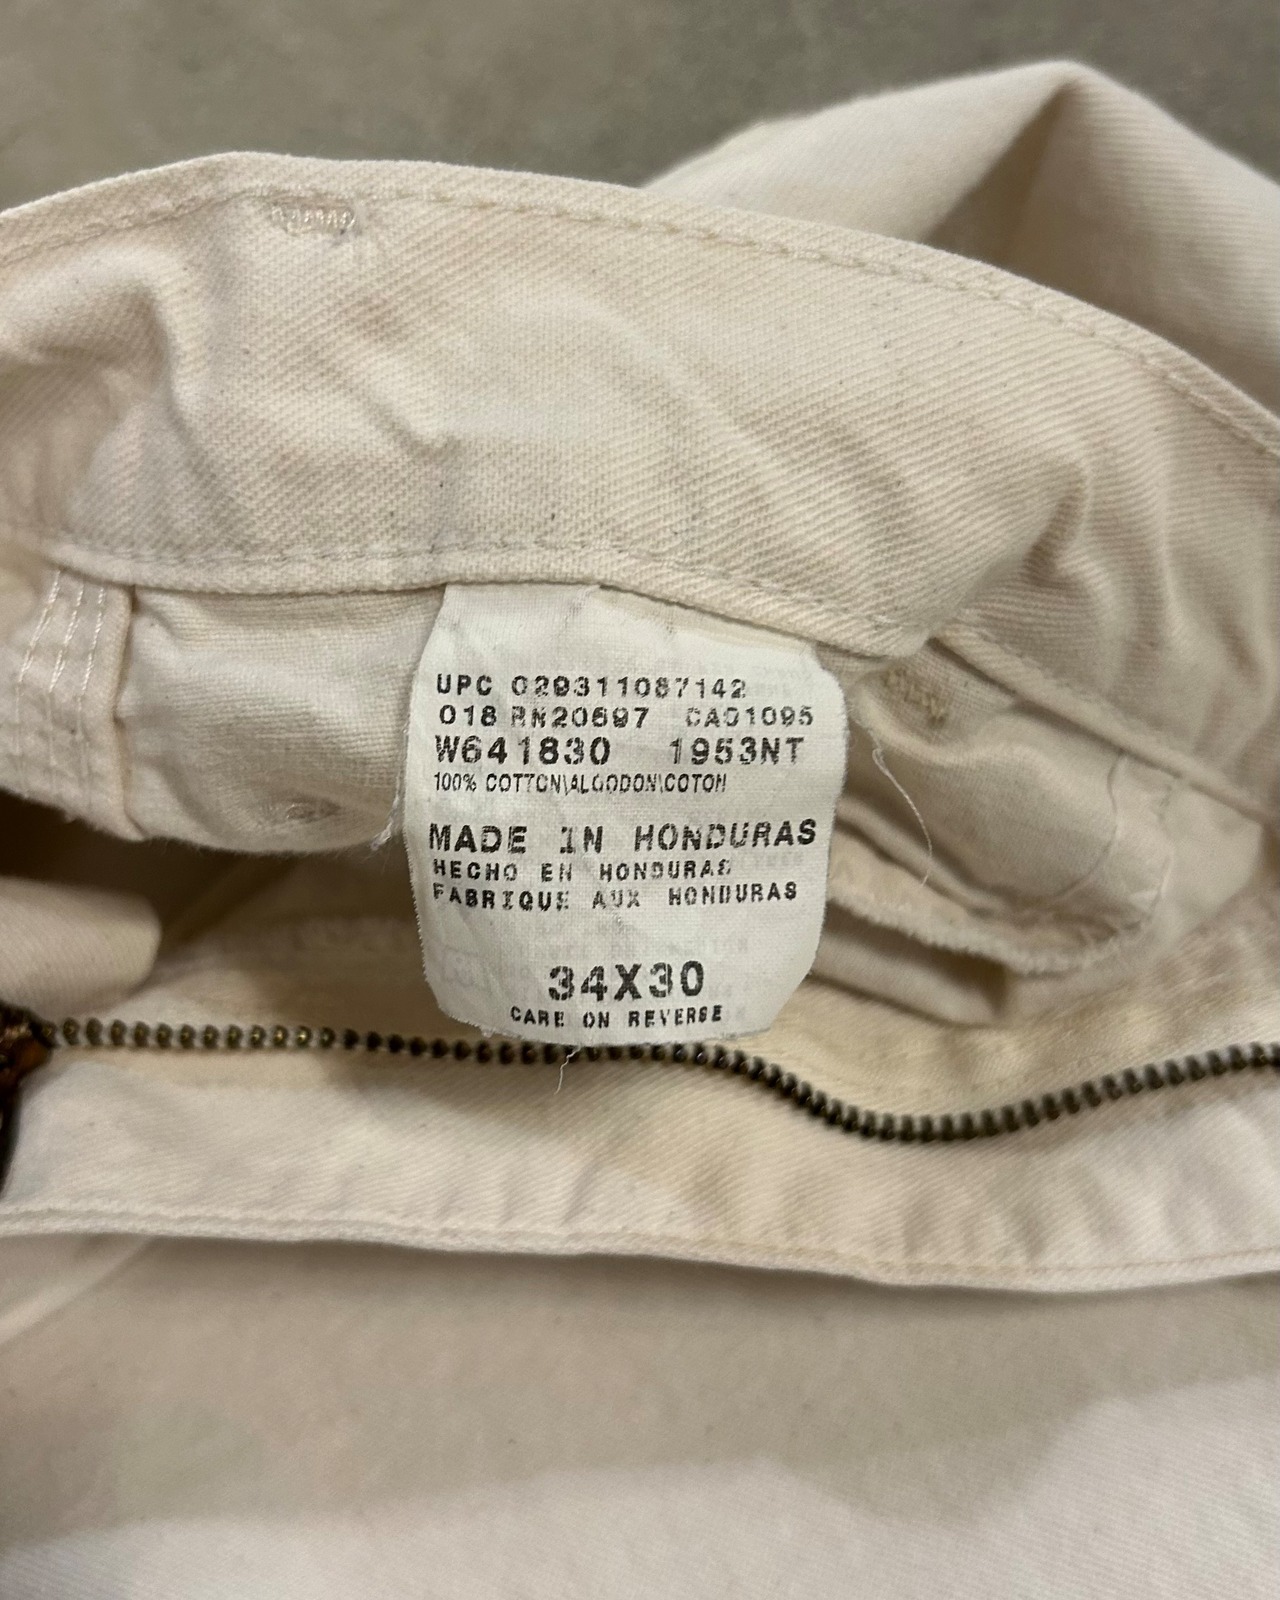 UPC 029311087142
018 RN20697 CA01095
W641830 1953NT
100% COTTON\ALGODON\COTON
MADE IN HONDURAS
HECHO EN HONDURAS
FABRIQUE AUX HONDURAS
34X30
CARE ON REVERSE